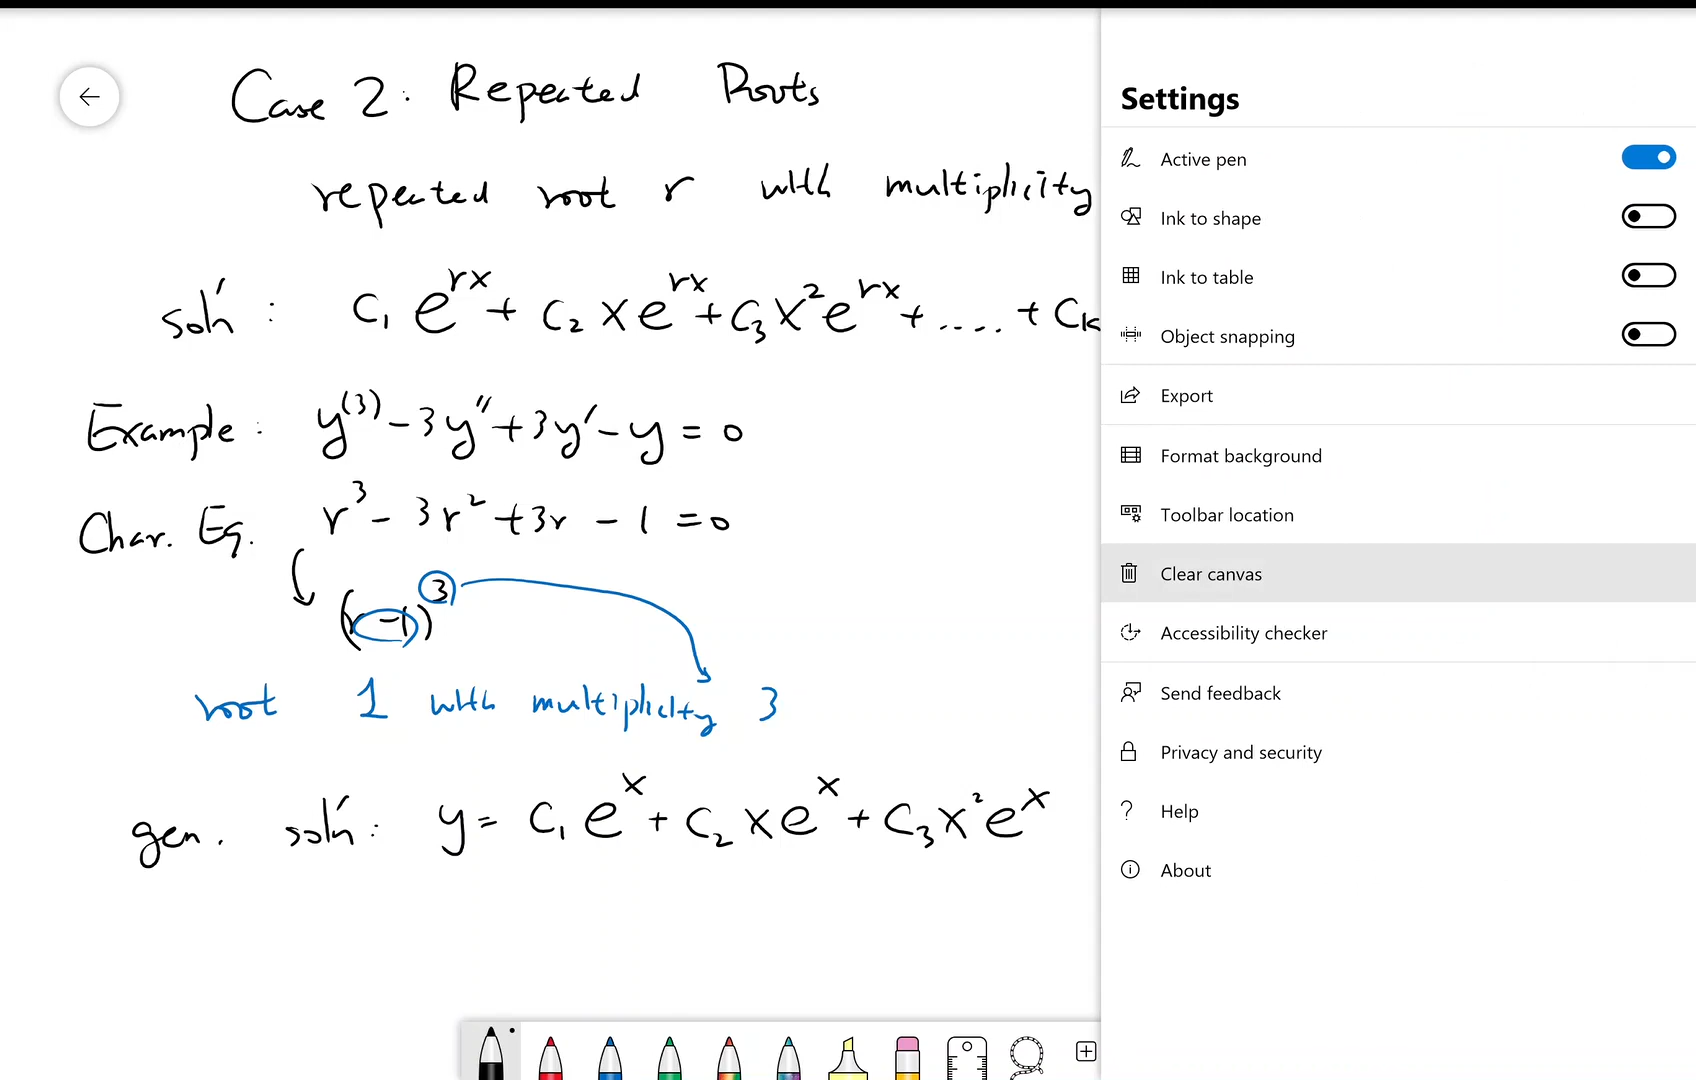 Case 2: Repeated Roots
repeated root r with multiplicity
sol'n : c₁ e^{rx} + c₂ x e^{rx} + c₃ x² e^{rx} + .... + c_k
Example: y⁽³⁾ - 3y″ + 3y′ - y = 0
Char. Eq. r³ - 3r² + 3r - 1 = 0
(r-1)³
root 1 with multiplicity 3
gen. sol'n: y = c₁ e^x + c₂ x e^x + c₃ x² e^x
Settings
Active pen
Ink to shape
Ink to table
Object snapping
Export
Format background
Toolbar location
Clear canvas
Accessibility checker
Send feedback
Privacy and security
Help
About